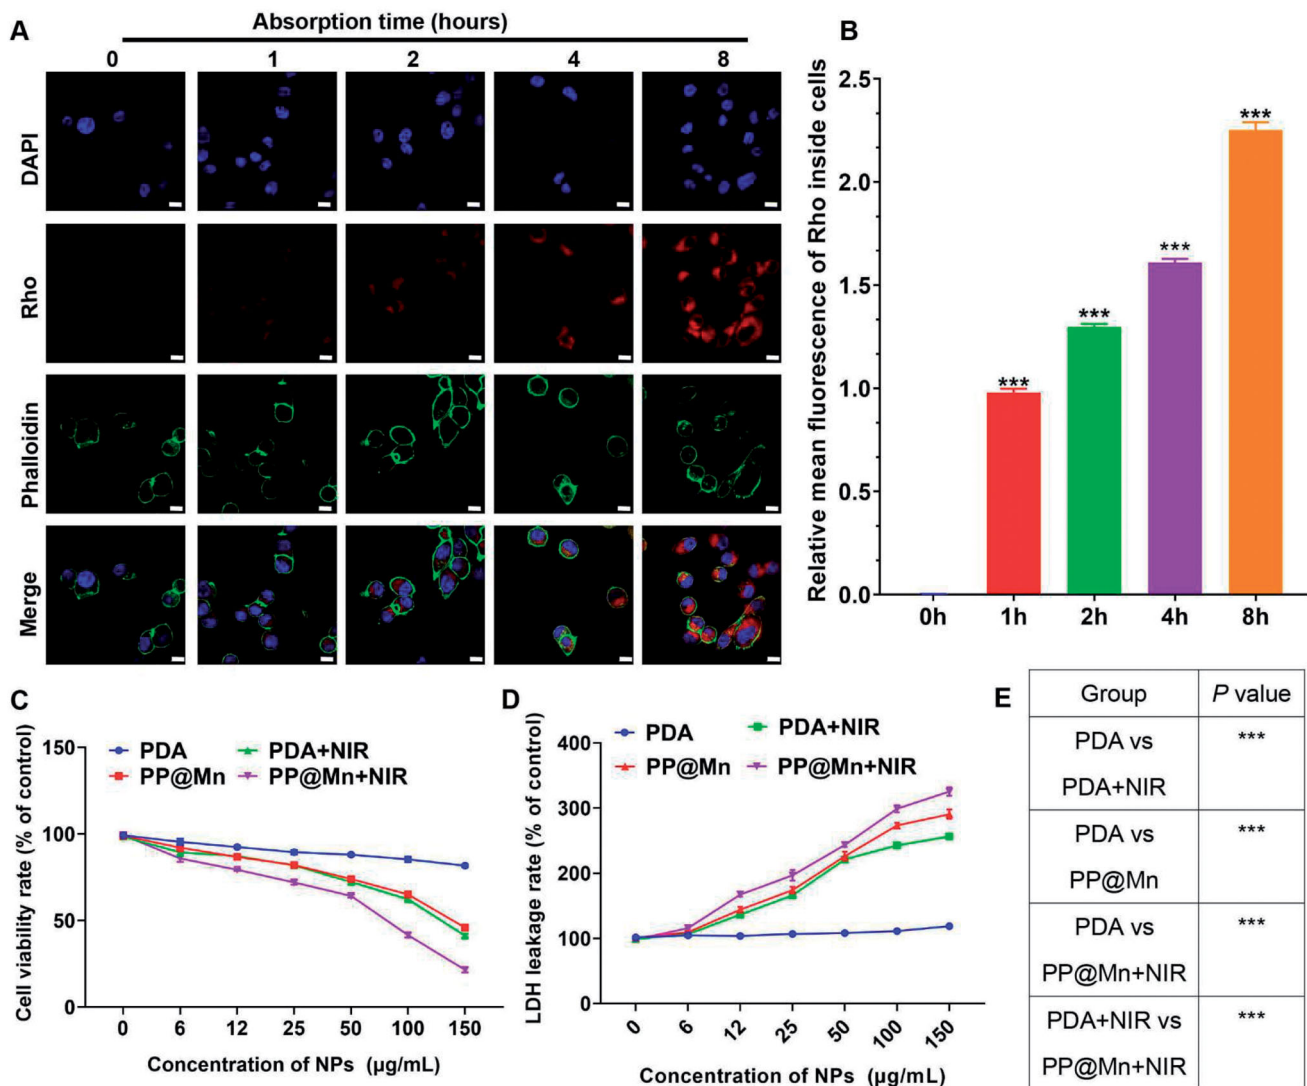 A
Absorption time (hours)
0 1 2 4 8
DAPI
Rho
Phalloidin
Merge
B
Relative mean fluorescence of Rho inside cells
2.5
2.0
1.5
1.0
0.5
0.0
***
***
***
***
0h 1h 2h 4h 8h
C
Cell viability rate (% of control)
150
100
50
0
PDA PDA+NIR
PP@Mn PP@Mn+NIR
0 6 12 25 50 100 150
Concentration of NPs (μg/mL)
D
LDH leakage rate (% of control)
400
300
200
100
0
PDA PDA+NIR
PP@Mn PP@Mn+NIR
0 6 12 25 50 100 150
Concentration of NPs (μg/mL)
E
Group P value
PDA vs ***
PDA+NIR
PDA vs ***
PP@Mn
PDA vs ***
PP@Mn+NIR
PDA+NIR vs ***
PP@Mn+NIR